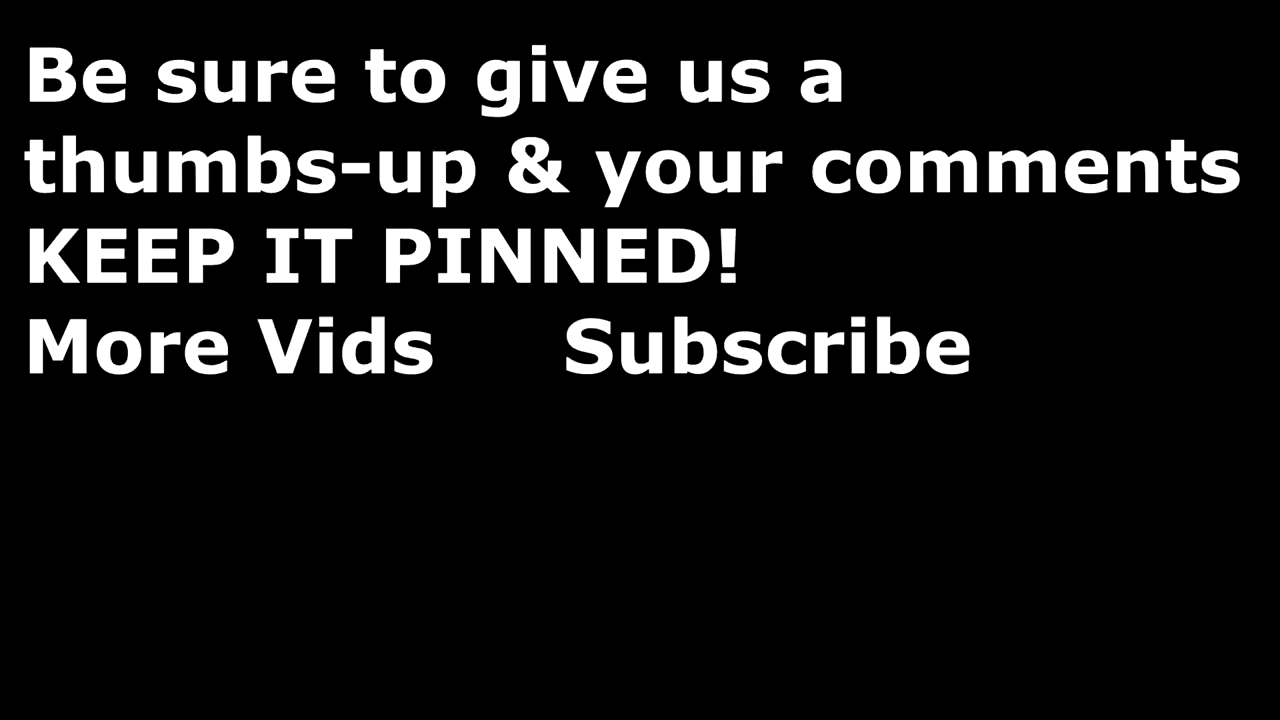 Be sure to give us a
thumbs-up & your comments
KEEP IT PINNED!
More Vids Subscribe